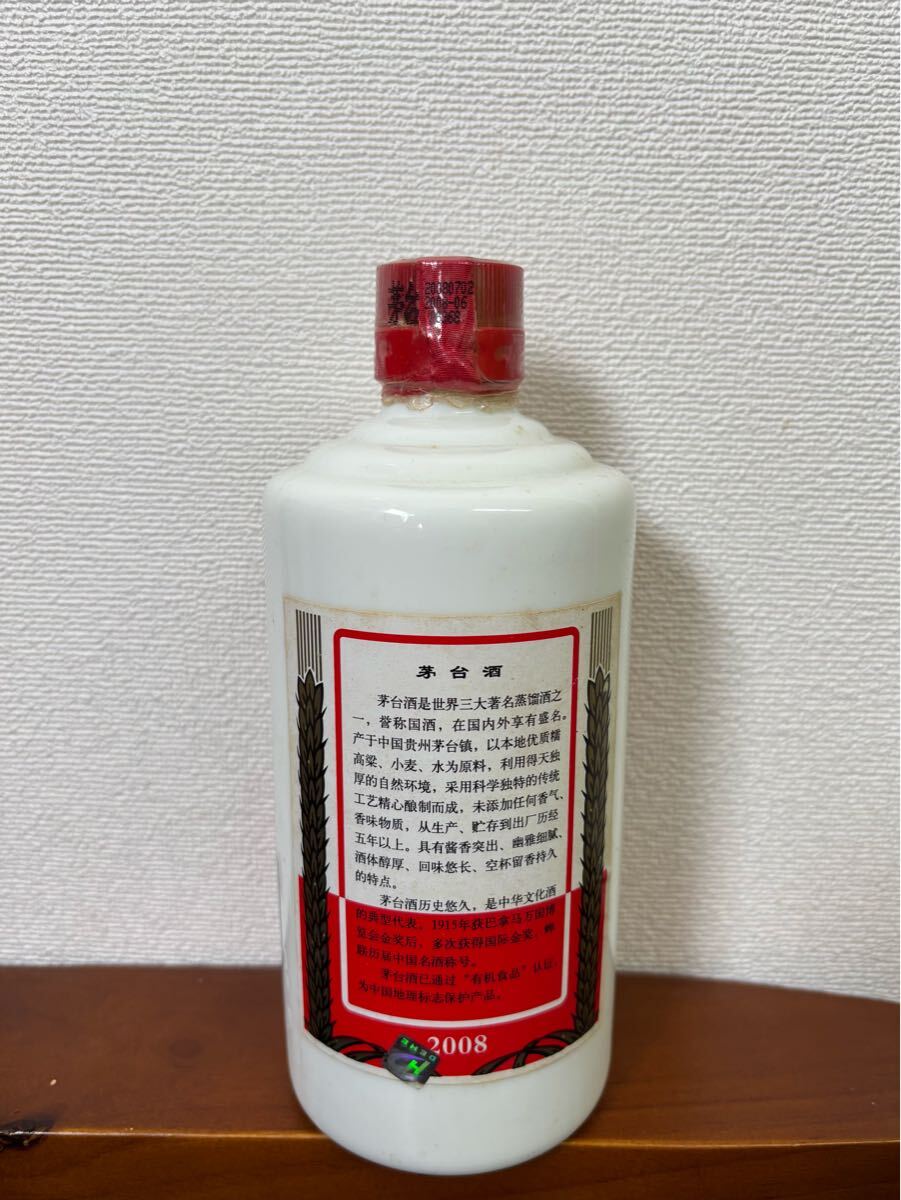 茅台
20080702
2008-06
茅台酒
茅台酒是世界三大著名蒸馏酒之
一，誉称国酒，在国内外享有盛名。
产于中国贵州茅台镇，以本地优质糯
高粱、小麦、水为原料，利用得天独
厚的自然环境，采用科学独特的传统
工艺精心酿制而成，未添加任何香气、
香味物质，从生产、贮存到出厂历经
五年以上。具有酱香突出、幽雅细腻、
酒体醇厚、回味悠长、空杯留香持久
的特点。
茅台酒历史悠久，是中华文化酒
的典型代表。1915年获巴拿马万国博
览会金奖后，多次获得国际金奖，蝉
联历届中国名酒称号。
茅台酒已通过“有机食品”认证，
为中国地理标志保护产品。
2008
H
DEHE